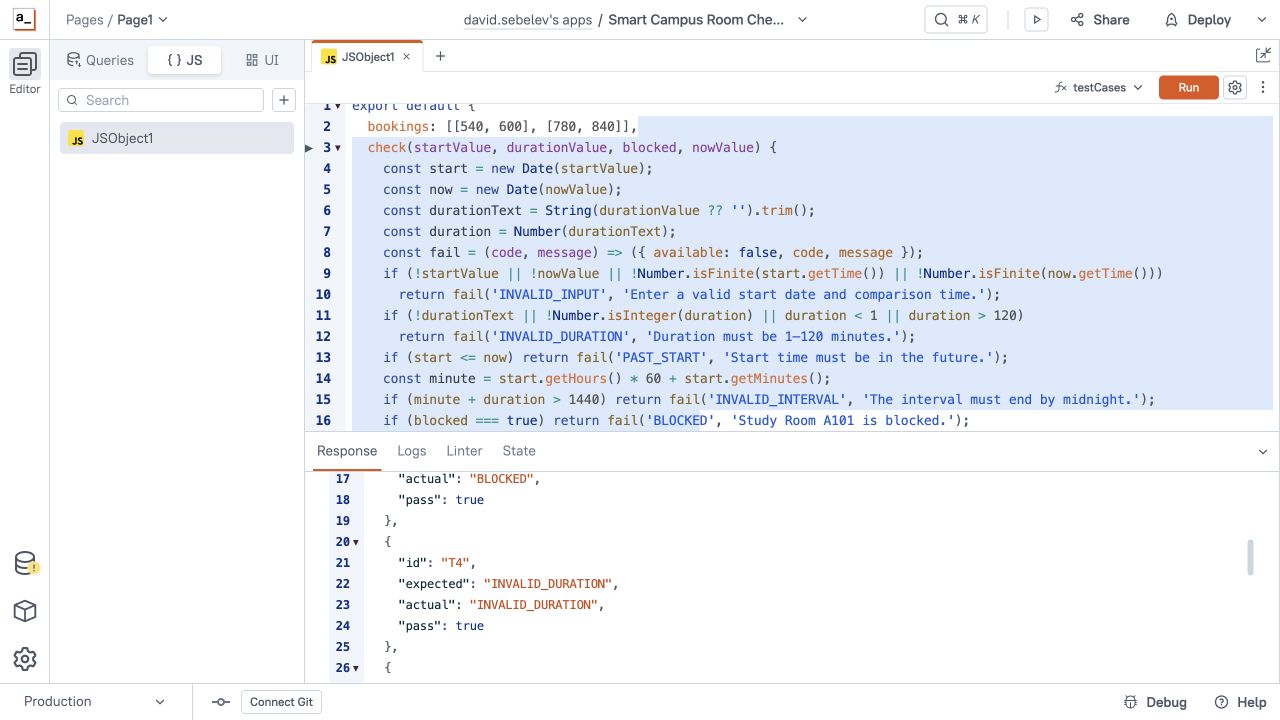 a_
Pages / Page1
david.sebelev's apps / Smart Campus Room Che...
⌘ K
Share
Deploy
Editor
Queries
{ } JS
UI
Search
JS JSObject1
JS JSObject1 ×
fx testCases
Run
1 export default {
2 bookings: [[540, 600], [780, 840]],
3 check(startValue, durationValue, blocked, nowValue) {
4 const start = new Date(startValue);
5 const now = new Date(nowValue);
6 const durationText = String(durationValue ?? '').trim();
7 const duration = Number(durationText);
8 const fail = (code, message) => ({ available: false, code, message });
9 if (!startValue || !nowValue || !Number.isFinite(start.getTime()) || !Number.isFinite(now.getTime()))
10 return fail('INVALID_INPUT', 'Enter a valid start date and comparison time.');
11 if (!durationText || !Number.isInteger(duration) || duration < 1 || duration > 120)
12 return fail('INVALID_DURATION', 'Duration must be 1–120 minutes.');
13 if (start <= now) return fail('PAST_START', 'Start time must be in the future.');
14 const minute = start.getHours() * 60 + start.getMinutes();
15 if (minute + duration > 1440) return fail('INVALID_INTERVAL', 'The interval must end by midnight.');
16 if (blocked === true) return fail('BLOCKED', 'Study Room A101 is blocked.');
Response
Logs
Linter
State
17 "actual": "BLOCKED",
18 "pass": true
19 },
20 {
21 "id": "T4",
22 "expected": "INVALID_DURATION",
23 "actual": "INVALID_DURATION",
24 "pass": true
25 },
26 {
Production
Connect Git
Debug
Help